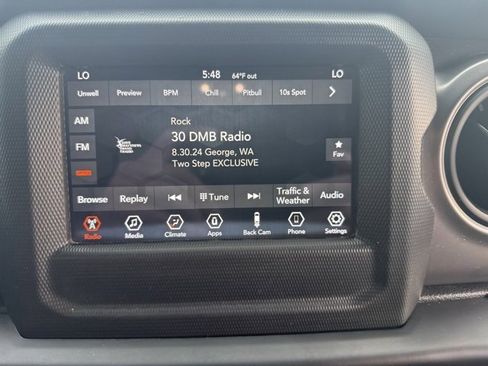 LO 5:48 64°F out LO
Unwell Preview BPM Chill Pitbull 10s Spot
AM
Rock
30 DMB Radio
FM
8.30.24 George, WA
Two Step EXCLUSIVE
Fav
Browse Replay Tune Traffic & Weather Audio
Radio Media Climate Apps Back Cam Phone Settings